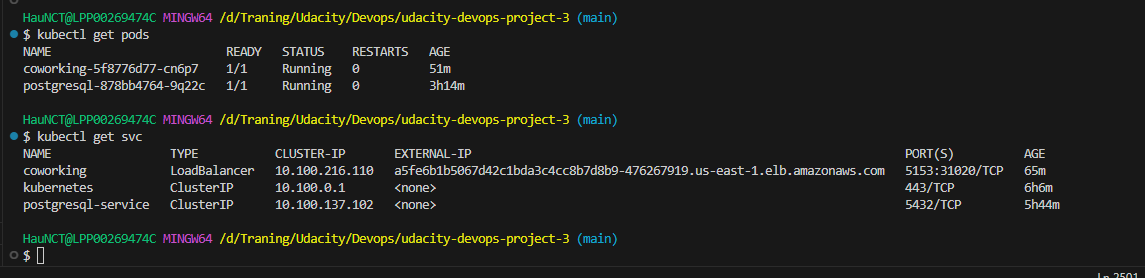 HauNCT@LPP00269474C MINGW64 /d/Traning/Udacity/Devops/udacity-devops-project-3 (main)
$ kubectl get pods
NAME READY STATUS RESTARTS AGE
coworking-5f8776d77-cn6p7 1/1 Running 0 51m
postgresql-878bb4764-9q22c 1/1 Running 0 3h14m
HauNCT@LPP00269474C MINGW64 /d/Traning/Udacity/Devops/udacity-devops-project-3 (main)
$ kubectl get svc
NAME TYPE CLUSTER-IP EXTERNAL-IP PORT(S) AGE
coworking LoadBalancer 10.100.216.110 a5fe6b1b5067d42c1bda3c4cc8b7d8b9-476267919.us-east-1.elb.amazonaws.com 5153:31020/TCP 65m
kubernetes ClusterIP 10.100.0.1 <none> 443/TCP 6h6m
postgresql-service ClusterIP 10.100.137.102 <none> 5432/TCP 5h44m
HauNCT@LPP00269474C MINGW64 /d/Traning/Udacity/Devops/udacity-devops-project-3 (main)
$